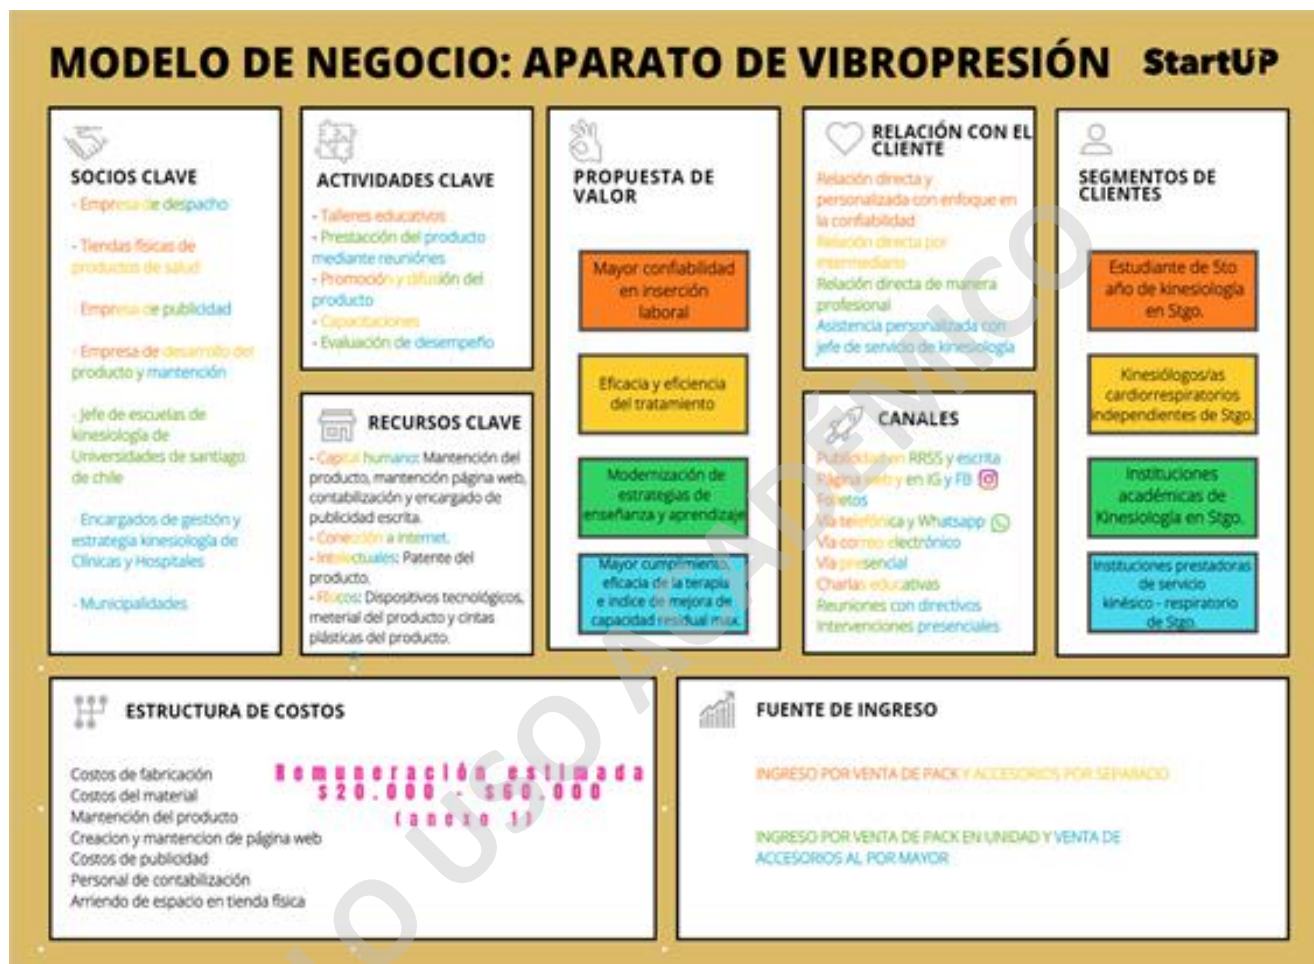 MODELO DE NEGOCIO: APARATO DE VIBROPRESIÓN
StartUP
SOCIOS CLAVE
- Empresa de despacho
- Tiendas físicas de
productos de salud
- Empresa de publicidad
- Empresa de desarrollo del
producto y mantención
- Jefe de escuelas de
kinesiología de
Universidades de santiago
de chile
- Encargados de gestión y
estrategia kinesiología de
Clínicas y Hospitales
- Municipalidades
ACTIVIDADES CLAVE
- Talleres educativos
- Prestacción del producto
mediante reuniónes
- Promoción y difusión del
producto
- Capacitaciones
- Evaluación de desempeño
RECURSOS CLAVE
- Capital humano: Mantención del
producto, mantención página web,
contabilización y encargado de
publicidad escrita.
- Conección a internet.
- Intelectuales: Patente del
producto.
- Físicos: Dispositivos tecnológicos,
meterial del producto y cintas
plásticas del producto.
PROPUESTA DE
VALOR
Mayor confiabilidad
en inserción
laboral
Eficacia y eficiencia
del tratamiento
Modernización de
estrategias de
enseñanza y aprendizaje
Mayor cumplimiento,
eficacia de la terapia
e indice de mejora de
capacidad residual max.
RELACIÓN CON EL
CLIENTE
Relación directa y
personalizada con enfoque en
la confiabilidad
Relación directa por
intermediario
Relación directa de manera
profesional
Asistencia personalizada con
jefe de servicio de kinesiología
CANALES
Publicidad en RRSS y escrita
Página web y en IG y FB
Folletos
Vía telefónica y Whatsapp
Vía correo electrónico
Vía presencial
Charlas educativas
Reuniones con directivos
Intervenciones presenciales
SEGMENTOS DE
CLIENTES
Estudiante de 5to
año de kinesiología
en Stgo.
Kinesiólogos/as
cardiorrespiratorios
independientes de Stgo.
Instituciones
académicas de
Kinesiología en Stgo.
Instituciones prestadoras
de servicio
kinésico - respiratorio
de Stgo.
ESTRUCTURA DE COSTOS
Costos de fabricación
Costos del material
Mantención del producto
Creacion y mantencion de página web
Costos de publicidad
Personal de contabilización
Arriendo de espacio en tienda física
Remuneración estimada
$20.000 - $60.000
(anexo 1)
FUENTE DE INGRESO
INGRESO POR VENTA DE PACK Y ACCESORIOS POR SEPARADO
INGRESO POR VENTA DE PACK EN UNIDAD Y VENTA DE
ACCESORIOS AL POR MAYOR
LO USO ACADÉMICO